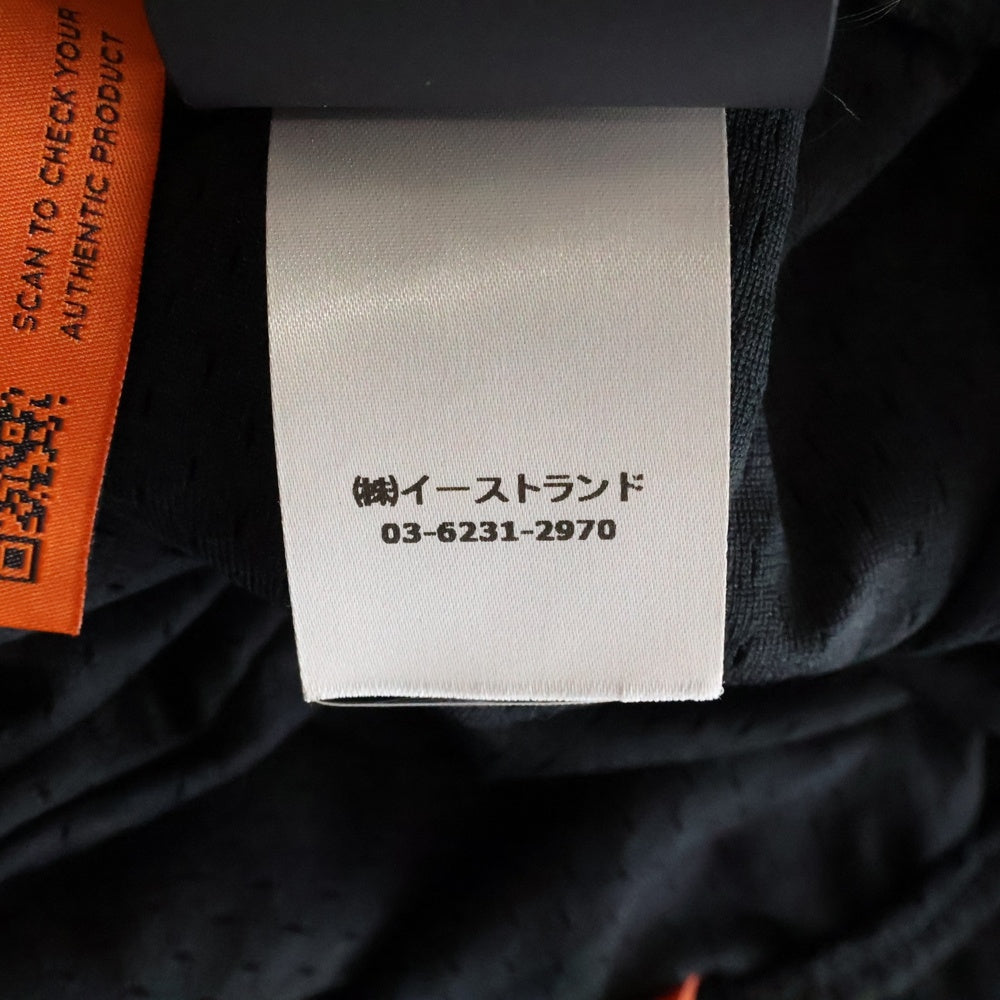 SCAN TO CHECK YOUR
AUTHENTIC PRODUCT
㈱イーストランド
03-6231-2970